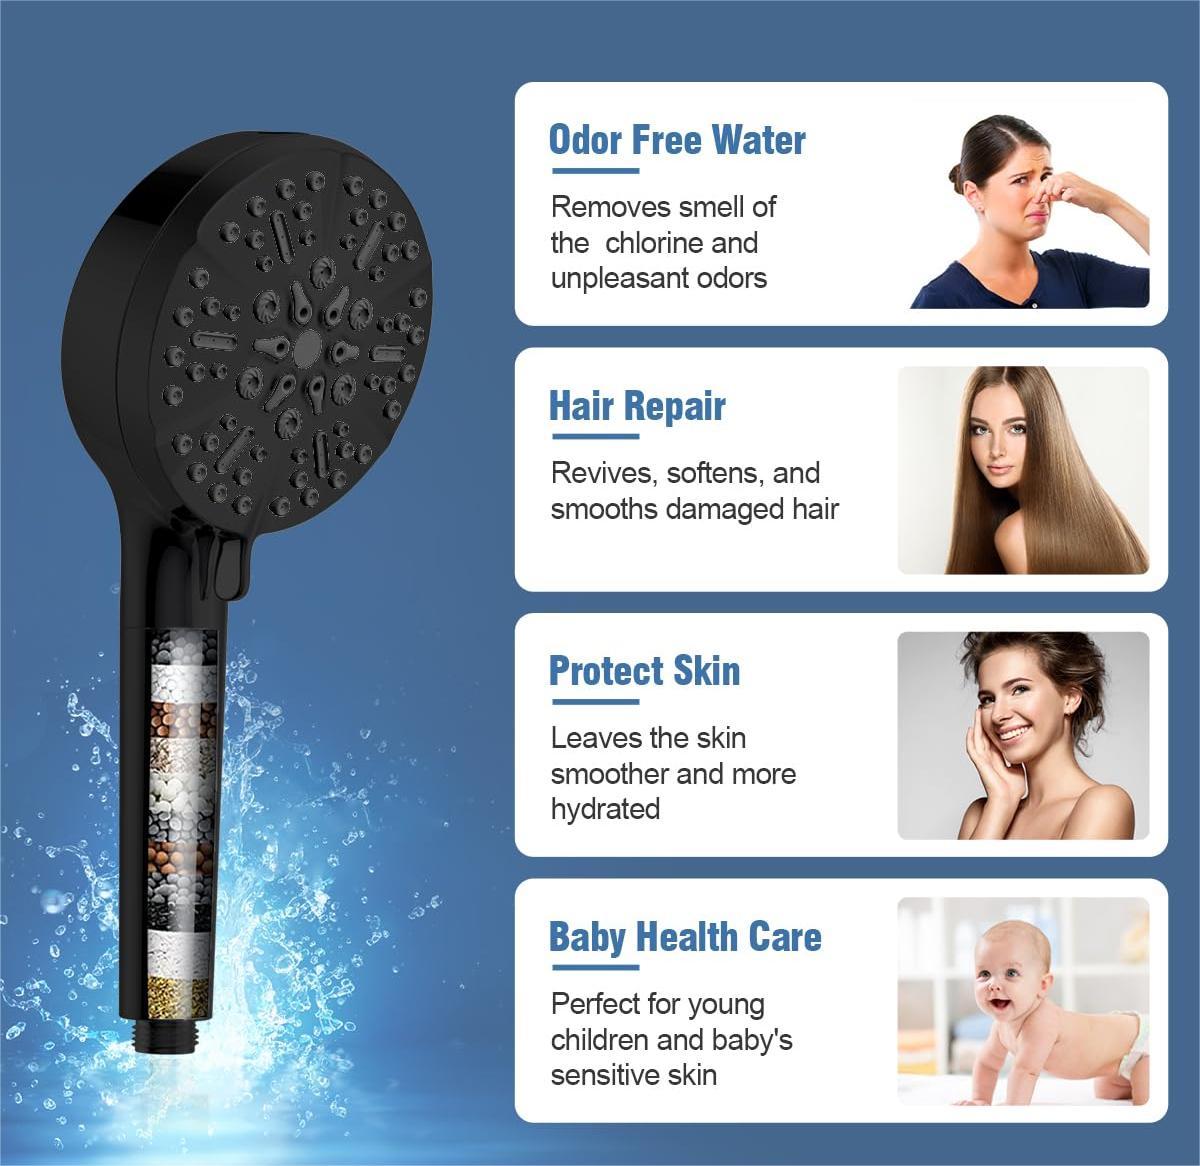 Odor Free Water
Removes smell of
the  chlorine and
unpleasant odors
Hair Repair
Revives, softens, and
smooths damaged hair
Protect Skin
Leaves the skin
smoother and more
hydrated
Baby Health Care
Perfect for young
children and baby's
sensitive skin